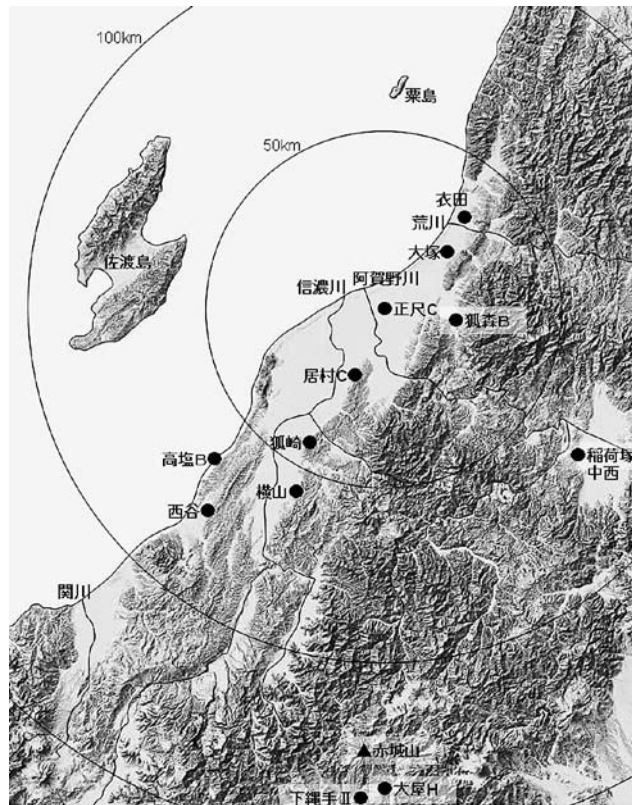 100km
粟島
50km
衣田
荒川
大塚
佐渡島
信濃川
阿賀野川
正尺C
狐森B
居村C
狐崎
高塩B
稲荷塚
中西
横山
西谷
関川
赤城山
大屋H
下縄手Ⅱ